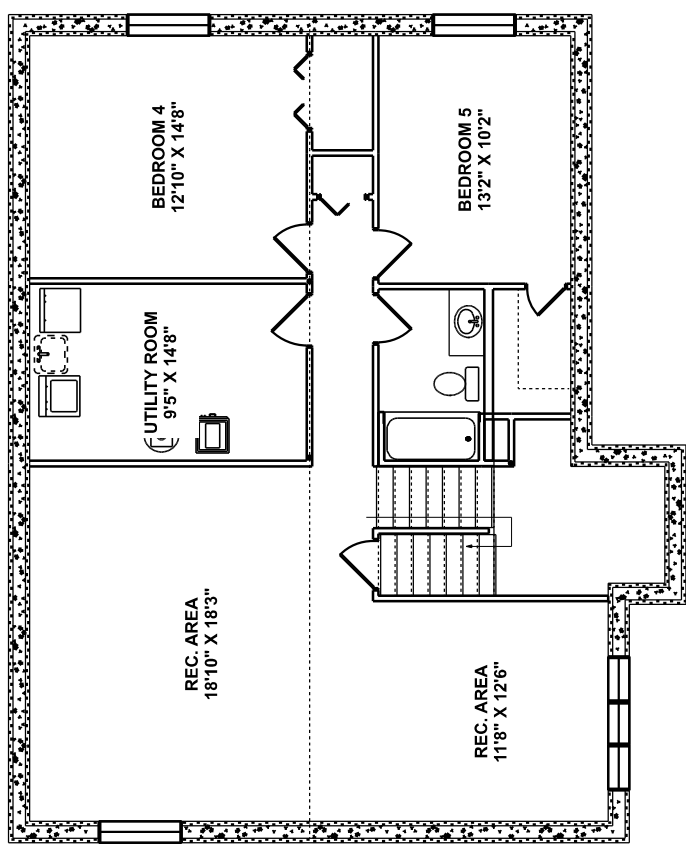 BEDROOM 4
12'10" X 14'8"
BEDROOM 5
13'2" X 10'2"
UTILITY ROOM
9'5" X 14'8"
REC. AREA
18'10" X 18'3"
REC. AREA
11'8" X 12'6"